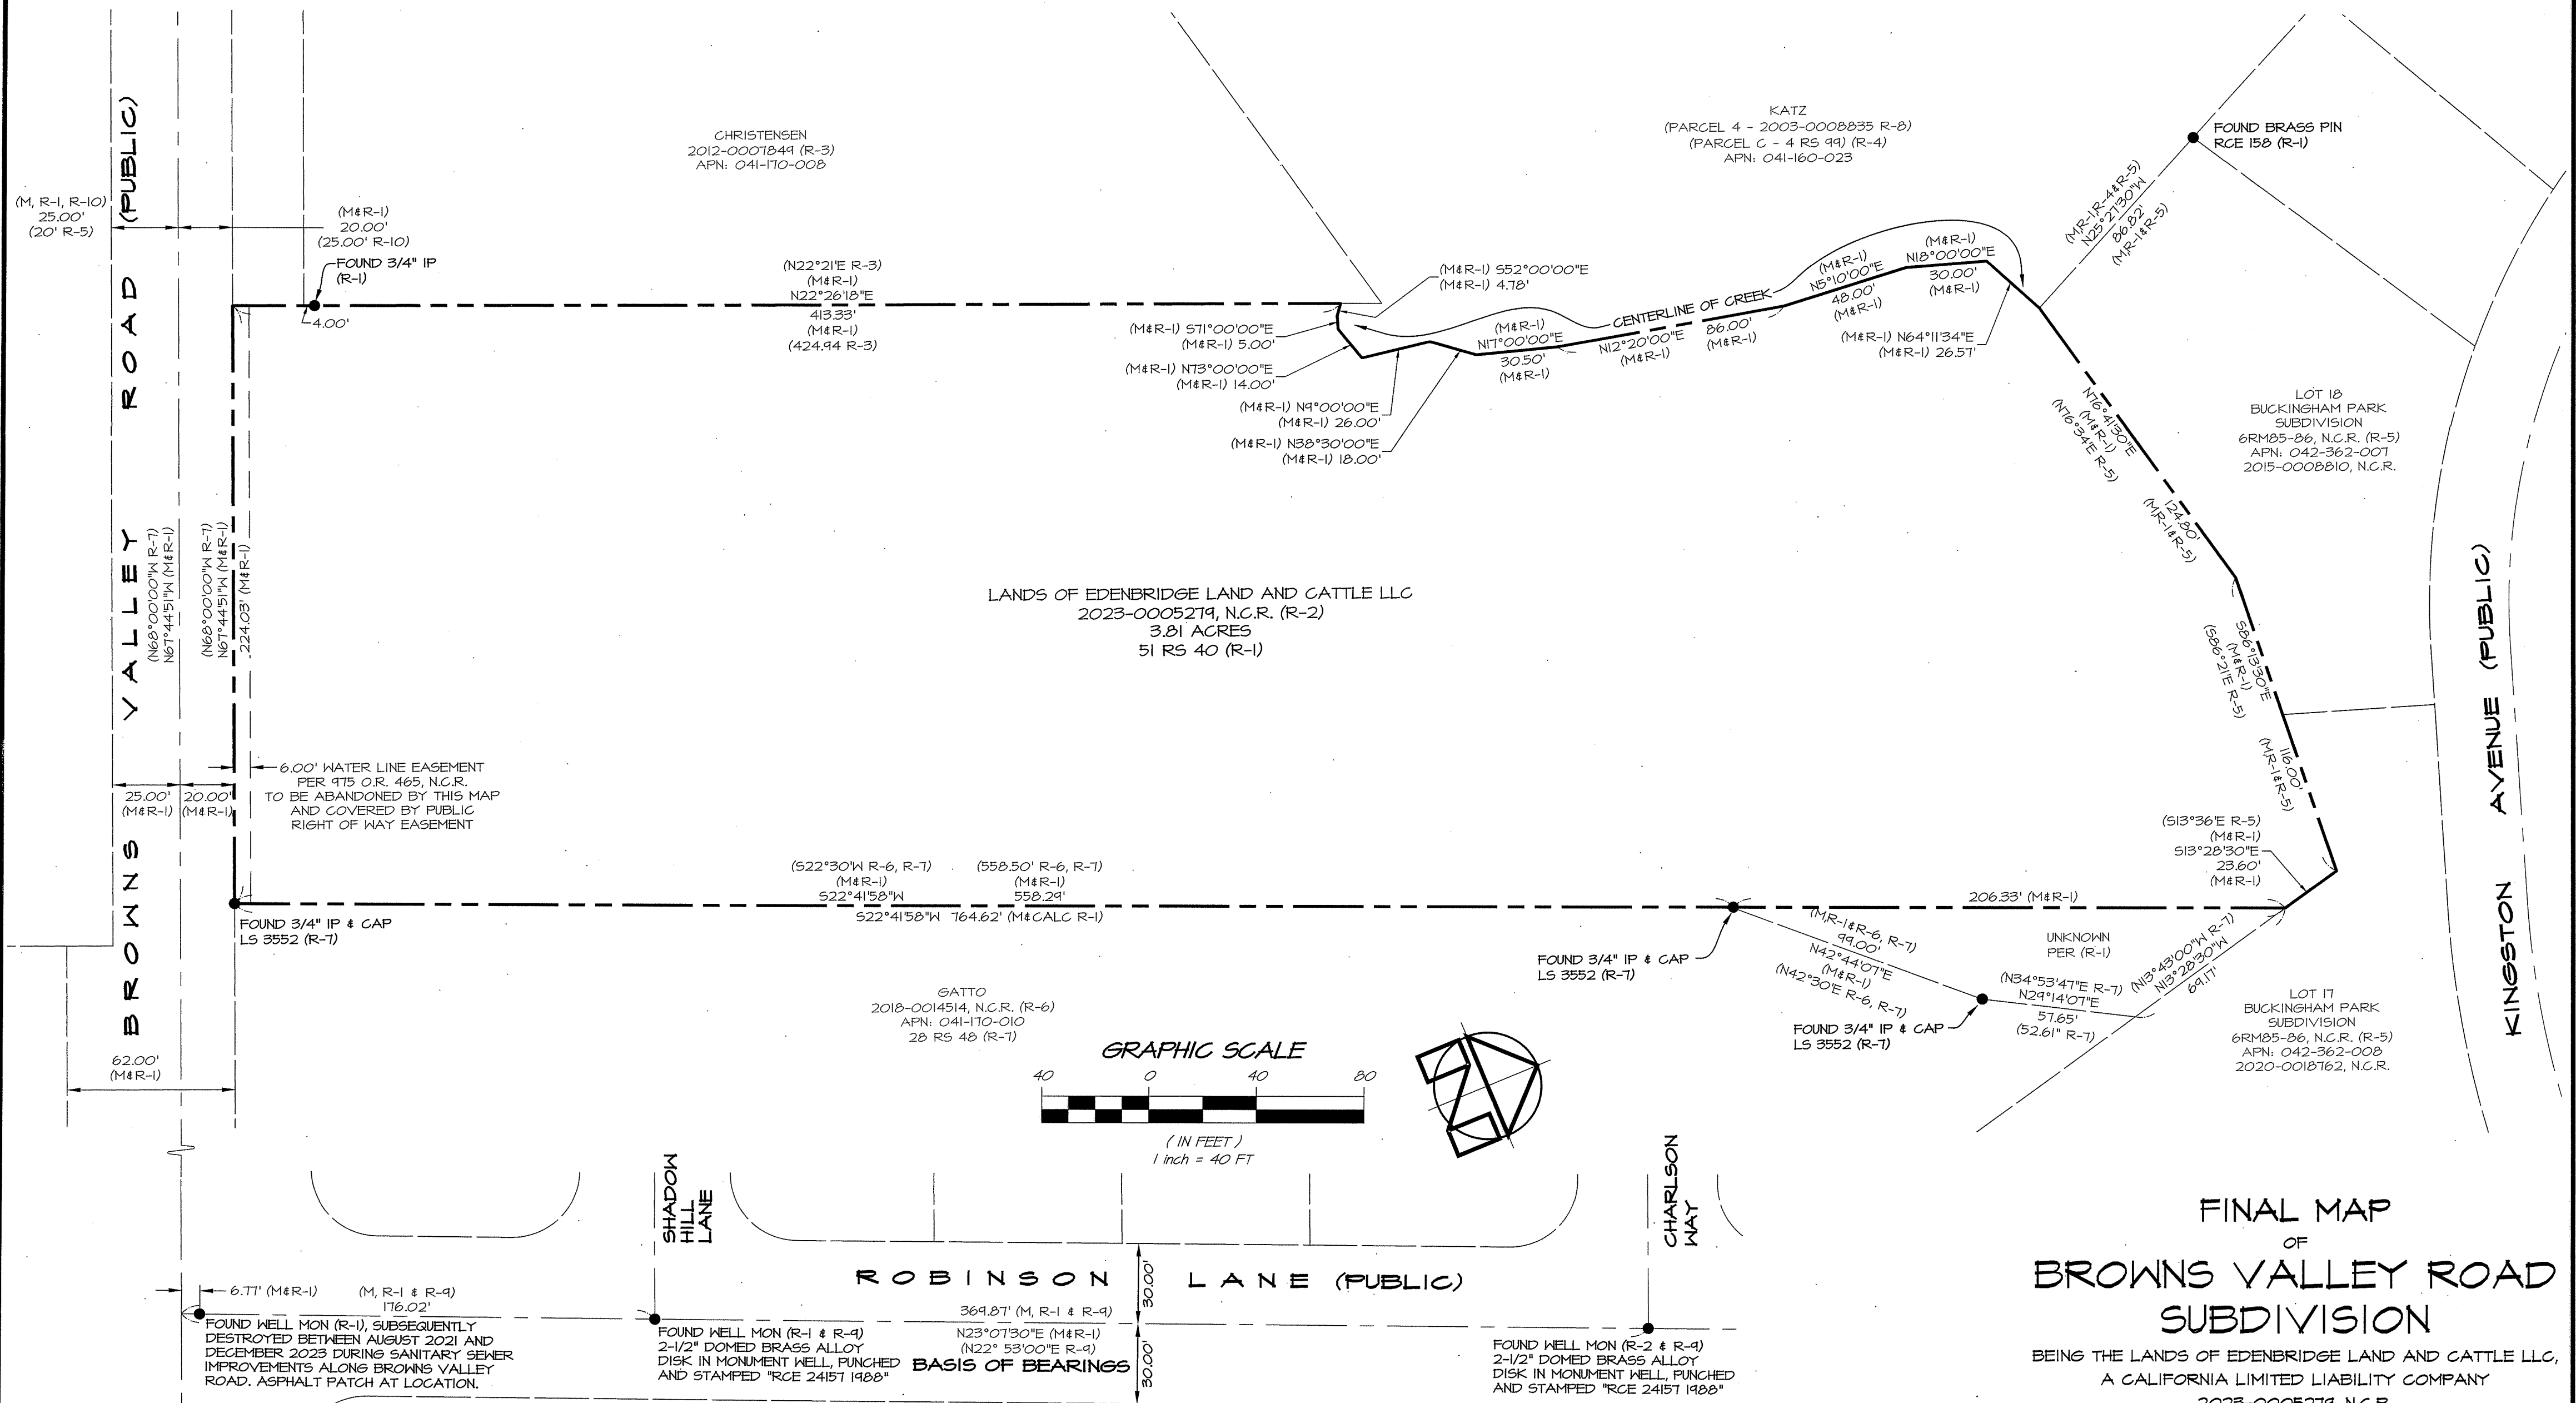 BROWNS VALLEY ROAD (PUBLIC)
(M, R-1, R-10)
25.00'
(20' R-5)
(M&R-1)
20.00'
(25.00' R-10)
FOUND 3/4" IP
(R-1)
4.00'
CHRISTENSEN
2012-0007849 (R-3)
APN: 041-170-008
(N22°21'E R-3)
(M&R-1)
N22°26'18"E
413.33'
(M&R-1)
(424.94 R-3)
KATZ
(PARCEL 4 - 2003-0008835 R-8)
(PARCEL C - 4 RS 99) (R-4)
APN: 041-160-023
FOUND BRASS PIN
RCE 158 (R-1)
(M,R-1,R-4&R-5)
N25°27'30"W
86.82'
(M,R-1&R-5)
(M&R-1) S52°00'00"E
(M&R-1) 4.78'
(M&R-1) S71°00'00"E
(M&R-1) 5.00'
(M&R-1) N73°00'00"E
(M&R-1) 14.00'
(M&R-1) N9°00'00"E
(M&R-1) 26.00'
(M&R-1) N38°30'00"E
(M&R-1) 18.00'
(M&R-1)
N17°00'00"E
30.50'
(M&R-1)
CENTERLINE OF CREEK
N12°20'00"E
(M&R-1)
86.00'
(M&R-1)
(M&R-1)
N5°10'00"E
48.00'
(M&R-1)
(M&R-1)
N18°00'00"E
30.00'
(M&R-1)
(M&R-1) N64°11'34"E
(M&R-1) 26.57'
N76°41'30"E
(M&R-1)
(N76°34'E R-5)
124.80'
(M,R-1&R-5)
LOT 18
BUCKINGHAM PARK
SUBDIVISION
6RM85-86, N.C.R. (R-5)
APN: 042-362-007
2015-0008810, N.C.R.
S86°13'30"E
(M&R-1)
(S86°21'E R-5)
116.00'
(M,R-1&R-5)
KINGSTON AVENUE (PUBLIC)
(N68°00'00"W R-7)
N67°44'51"W (M&R-1)
(N68°00'00"W R-7)
N67°44'51"W (M&R-1)
224.03' (M&R-1)
LANDS OF EDENBRIDGE LAND AND CATTLE LLC
2023-0005279, N.C.R. (R-2)
3.81 ACRES
51 RS 40 (R-1)
6.00' WATER LINE EASEMENT
PER 975 O.R. 465, N.C.R.
TO BE ABANDONED BY THIS MAP
AND COVERED BY PUBLIC
RIGHT OF WAY EASEMENT
25.00'
(M&R-1)
20.00'
(M&R-1)
(S13°36'E R-5)
(M&R-1)
S13°28'30"E
23.60'
(M&R-1)
(S22°30'W R-6, R-7)
(M&R-1)
S22°41'58"W
(558.50' R-6, R-7)
(M&R-1)
558.29'
S22°41'58"W 764.62' (M&CALC R-1)
206.33' (M&R-1)
FOUND 3/4" IP & CAP
LS 3552 (R-7)
FOUND 3/4" IP & CAP
LS 3552 (R-7)
(M,R-1&R-6, R-7)
99.00'
N42°44'07"E
(M&R-1)
(N42°30'E R-6, R-7)
UNKNOWN
PER (R-1)
(N34°53'47"E R-7)
N29°14'07"E
57.65'
(52.61" R-7)
(N13°43'00"W R-7)
N13°28'30"W
69.17'
FOUND 3/4" IP & CAP
LS 3552 (R-7)
LOT 17
BUCKINGHAM PARK
SUBDIVISION
6RM85-86, N.C.R. (R-5)
APN: 042-362-008
2020-0018762, N.C.R.
GATTO
2018-0014514, N.C.R. (R-6)
APN: 041-170-010
28 RS 48 (R-7)
62.00'
(M&R-1)
GRAPHIC SCALE
40 0 40 80
( IN FEET )
1 inch = 40 FT
SHADOW
HILL
LANE
CHARLSON
WAY
ROBINSON LANE (PUBLIC)
30.00'
30.00'
6.77' (M&R-1)
(M, R-1 & R-9)
176.02'
369.87' (M, R-1 & R-9)
N23°07'30"E (M&R-1)
(N22° 53'00"E R-9)
BASIS OF BEARINGS
FOUND WELL MON (R-1), SUBSEQUENTLY
DESTROYED BETWEEN AUGUST 2021 AND
DECEMBER 2023 DURING SANITARY SEWER
IMPROVEMENTS ALONG BROWNS VALLEY
ROAD. ASPHALT PATCH AT LOCATION.
FOUND WELL MON (R-1 & R-9)
2-1/2" DOMED BRASS ALLOY
DISK IN MONUMENT WELL, PUNCHED
AND STAMPED "RCE 24157 1988"
FOUND WELL MON (R-2 & R-9)
2-1/2" DOMED BRASS ALLOY
DISK IN MONUMENT WELL, PUNCHED
AND STAMPED "RCE 24157 1988"
FINAL MAP
OF
BROWNS VALLEY ROAD
SUBDIVISION
BEING THE LANDS OF EDENBRIDGE LAND AND CATTLE LLC,
A CALIFORNIA LIMITED LIABILITY COMPANY
2023-0005279, N.C.R.